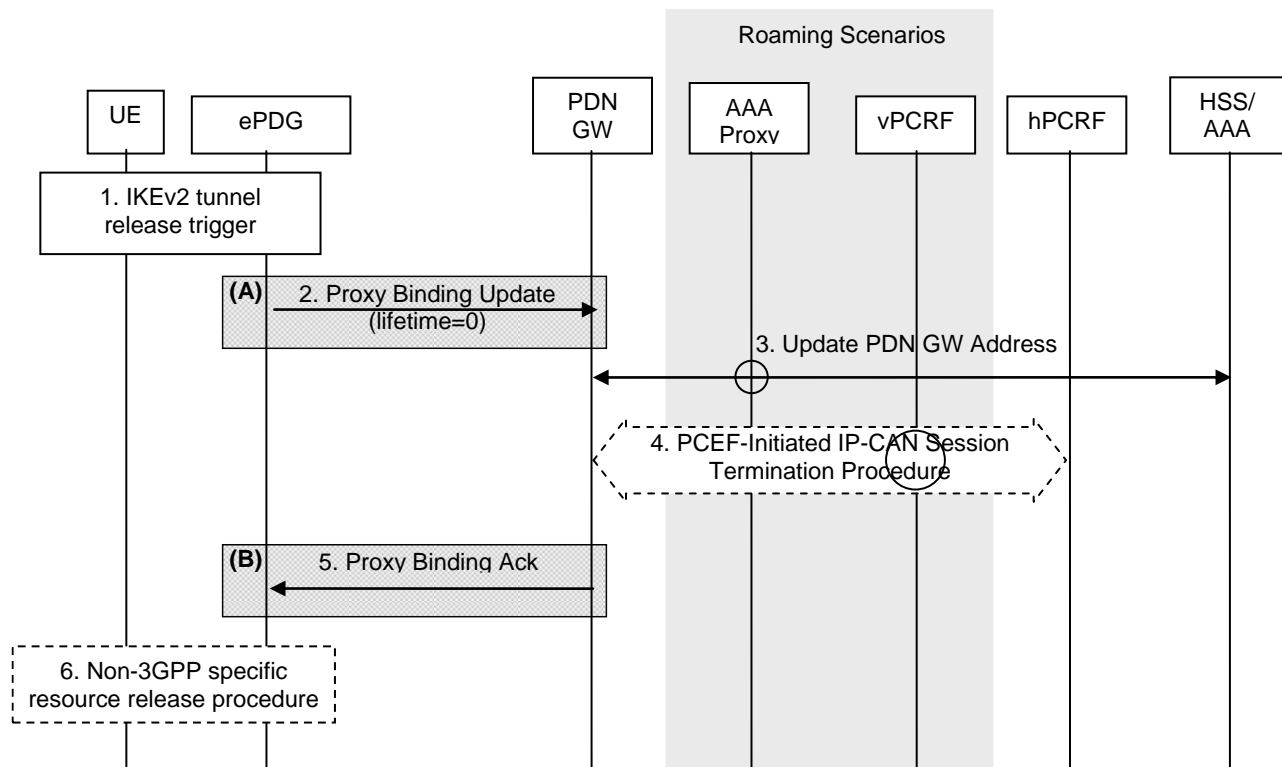 Roaming Scenarios
UE
ePDG
PDN
GW
AAA
Proxy
vPCRF
hPCRF
HSS/
AAA
1. IKEv2 tunnel
release trigger
(A)
2. Proxy Binding Update
(lifetime=0)
3. Update PDN GW Address
4. PCEF-Initiated IP-CAN Session
Termination Procedure
(B)
5. Proxy Binding Ack
6. Non-3GPP specific
resource release procedure